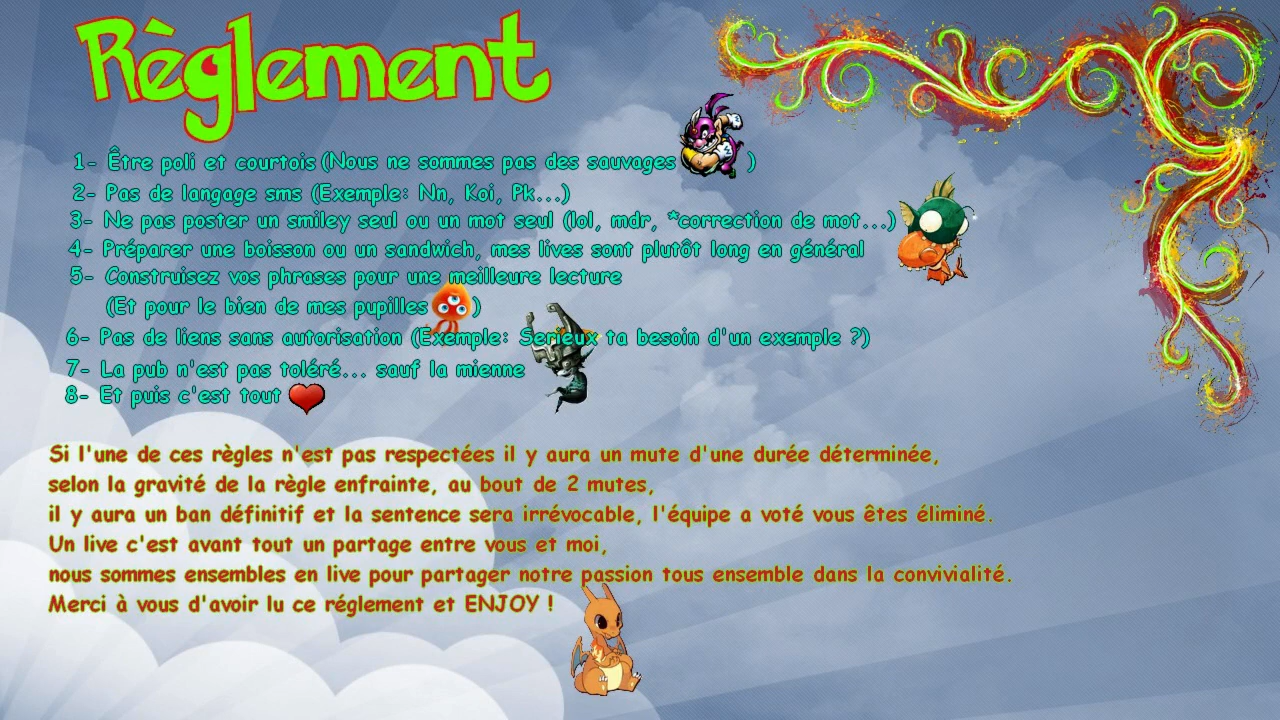 Règlement
1- Être poli et courtois (Nous ne sommes pas des sauvages )
2- Pas de langage sms (Exemple: Nn, Koi, Pk...)
3- Ne pas poster un smiley seul ou un mot seul (lol, mdr, *correction de mot...)
4- Préparer une boisson ou un sandwich, mes lives sont plutôt long en général
5- Construisez vos phrases pour une meilleure lecture
(Et pour le bien de mes pupilles )
6- Pas de liens sans autorisation (Exemple: Serieux ta besoin d'un exemple ?)
7- La pub n'est pas toléré... sauf la mienne
8- Et puis c'est tout
Si l'une de ces règles n'est pas respectées il y aura un mute d'une durée déterminée,
selon la gravité de la règle enfrainte, au bout de 2 mutes,
il y aura un ban définitif et la sentence sera irrévocable, l'équipe a voté vous êtes éliminé.
Un live c'est avant tout un partage entre vous et moi,
nous sommes ensembles en live pour partager notre passion tous ensemble dans la convivialité.
Merci à vous d'avoir lu ce réglement et ENJOY !